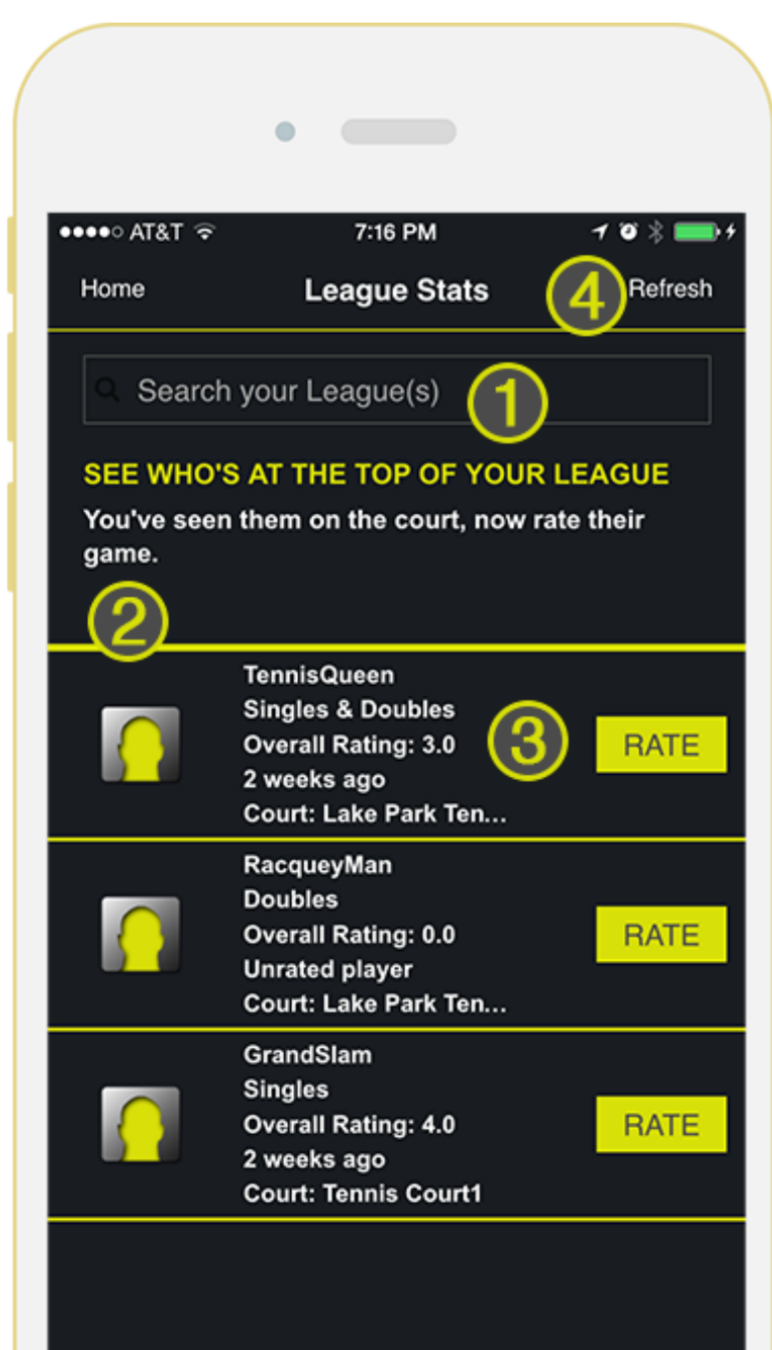 AT&T 7:16 PM
Home League Stats 4 Refresh
Search your League(s) 1
SEE WHO'S AT THE TOP OF YOUR LEAGUE
You've seen them on the court, now rate their
game.
2
TennisQueen
Singles & Doubles
Overall Rating: 3.0
3
RATE
2 weeks ago
Court: Lake Park Ten...
RacqueyMan
Doubles
Overall Rating: 0.0
RATE
Unrated player
Court: Lake Park Ten...
GrandSlam
Singles
Overall Rating: 4.0
RATE
2 weeks ago
Court: Tennis Court1